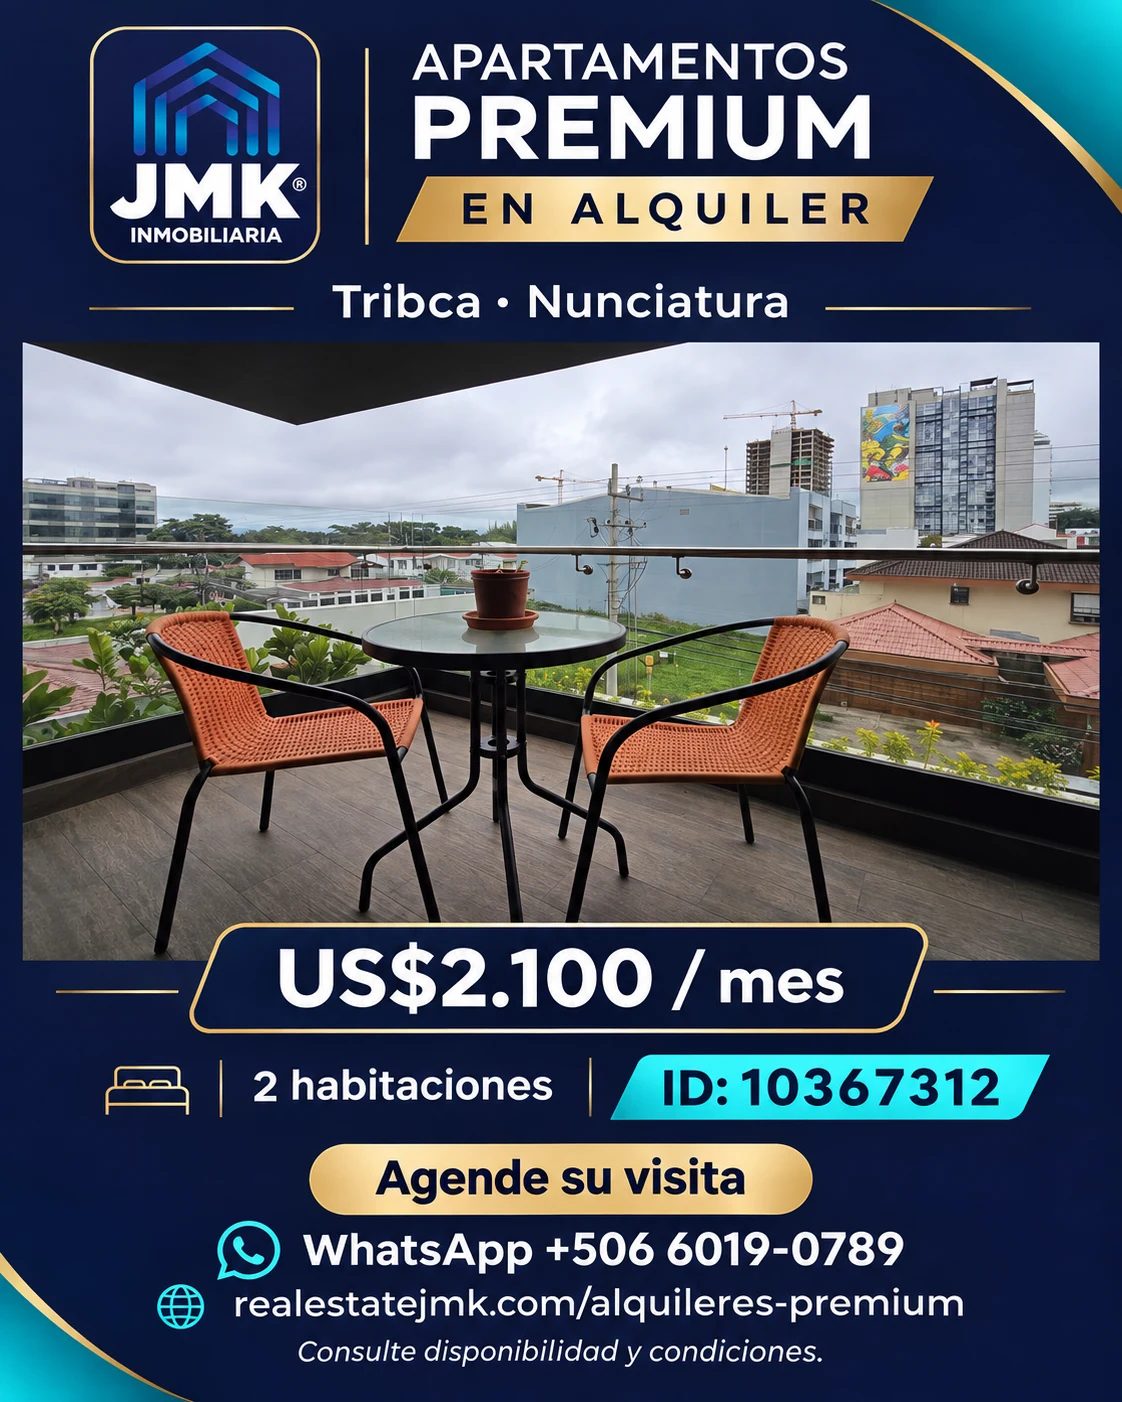 JMK®
INMOBILIARIA
APARTAMENTOS
PREMIUM
EN ALQUILER
Tribca • Nunciatura
US$2.100 / mes
2 habitaciones
ID: 10367312
Agende su visita
WhatsApp +506 6019-0789
realestatejmk.com/alquileres-premium
Consulte disponibilidad y condiciones.